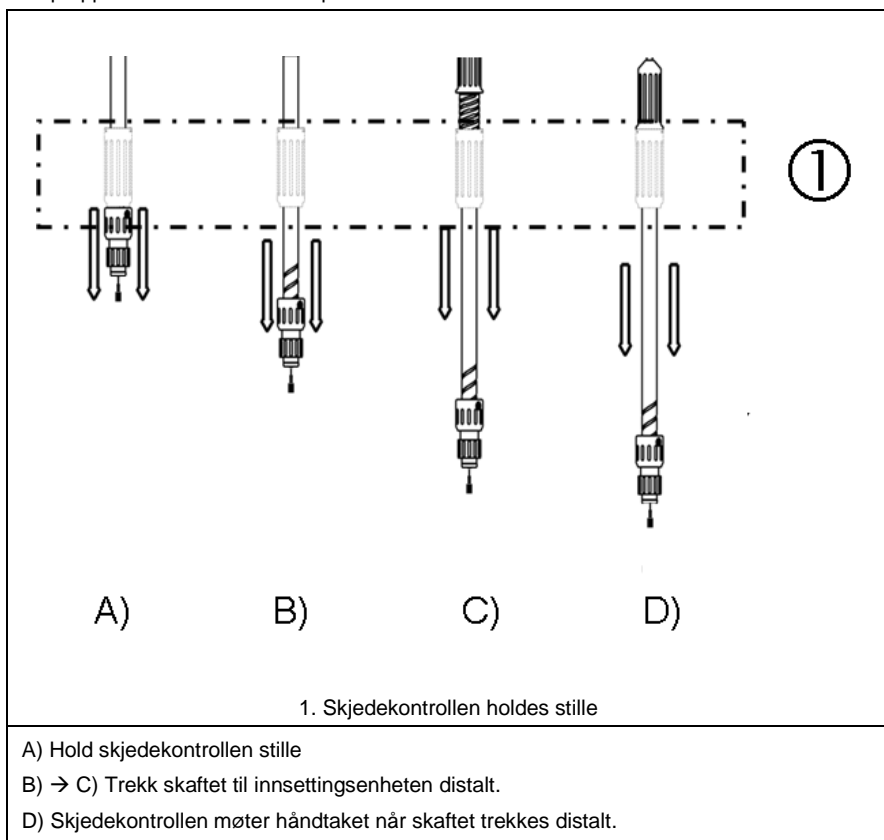 ①
A)
B)
C)
D)
1. Skjedekontrollen holdes stille
A) Hold skjedekontrollen stille
B) → C) Trekk skaftet til innsettingsenheten distalt.
D) Skjedekontrollen møter håndtaket når skaftet trekkes distalt.